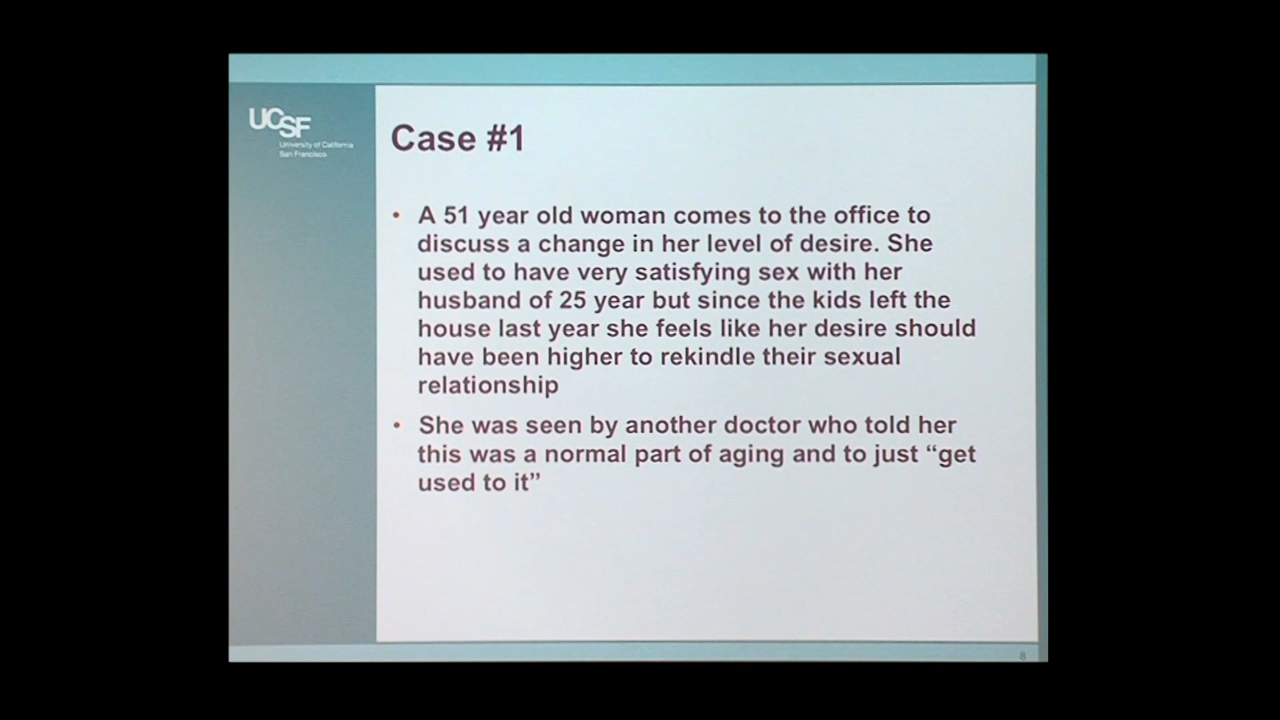 UCSF
University of California
San Francisco
Case #1
• A 51 year old woman comes to the office to
discuss a change in her level of desire. She
used to have very satisfying sex with her
husband of 25 year but since the kids left the
house last year she feels like her desire should
have been higher to rekindle their sexual
relationship
• She was seen by another doctor who told her
this was a normal part of aging and to just “get
used to it”
8